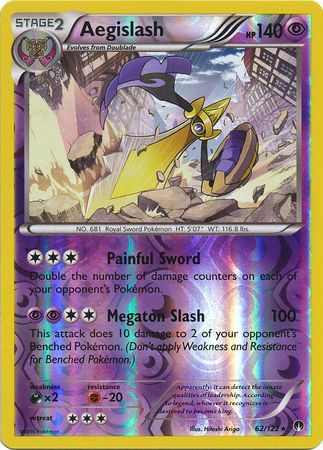 STAGE2 Aegislash HP140
Evolves from Doublade
NO. 681 Royal Sword Pokémon HT: 5'07" WT: 116.8 lbs.
Painful Sword
Double the number of damage counters on each of
your opponent's Pokémon.
Megaton Slash 100
This attack does 10 damage to 2 of your opponent's
Benched Pokémon. (Don't apply Weakness and Resistance
for Benched Pokémon.)
weakness resistance
×2 -20
retreat
Apparently, it can detect the innate
qualities of leadership. According
to legend, whoever it recognizes is
destined to become king.
©2016 Pokémon Illus. Hitoshi Ariga 62/122 ★